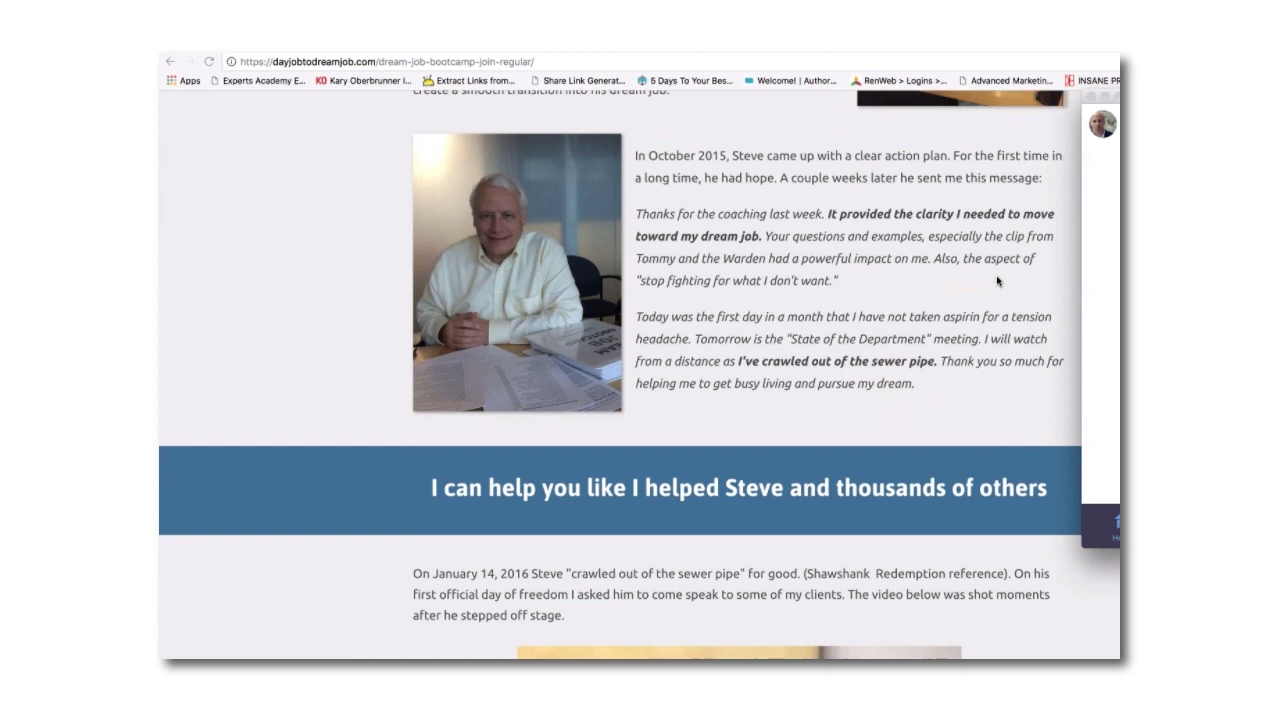 https://dayjobtodreamjob.com/dream-job-bootcamp-join-regular/
Apps Experts Academy E... KO Kary Oberbrunner I... Extract Links from... Share Link Generat... 5 Days To Your Bes... Welcome! | Author... RenWeb > Logins >... Advanced Marketin... INSANE PR
create a smooth transition into his dream job.
In October 2015, Steve came up with a clear action plan. For the first time in
a long time, he had hope. A couple weeks later he sent me this message:
Thanks for the coaching last week. It provided the clarity I needed to move
toward my dream job. Your questions and examples, especially the clip from
Tommy and the Warden had a powerful impact on me. Also, the aspect of
"stop fighting for what I don't want."
Today was the first day in a month that I have not taken aspirin for a tension
headache. Tomorrow is the "State of the Department" meeting. I will watch
from a distance as I've crawled out of the sewer pipe. Thank you so much for
helping me to get busy living and pursue my dream.
I can help you like I helped Steve and thousands of others
On January 14, 2016 Steve "crawled out of the sewer pipe" for good. (Shawshank Redemption reference). On his
first official day of freedom I asked him to come speak to some of my clients. The video below was shot moments
after he stepped off stage.